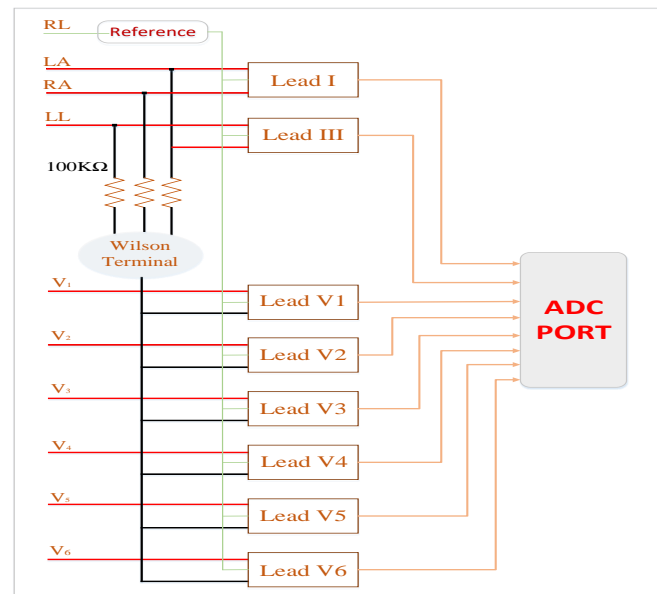 RL
Reference
LA
RA
Lead I
LL
Lead III
100KΩ
Wilson
Terminal
V₁
Lead V1
ADC
PORT
V₂
Lead V2
V₃
Lead V3
V₄
Lead V4
V₅
Lead V5
V₆
Lead V6